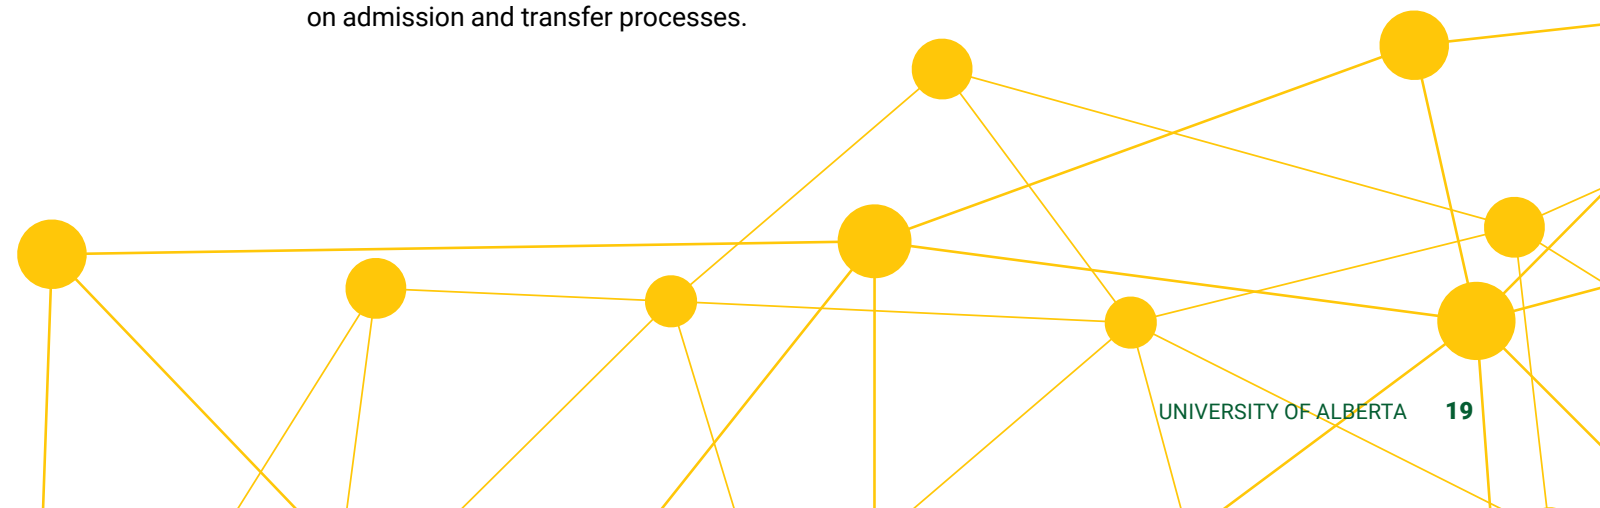 on admission and transfer processes.
UNIVERSITY OF ALBERTA 19